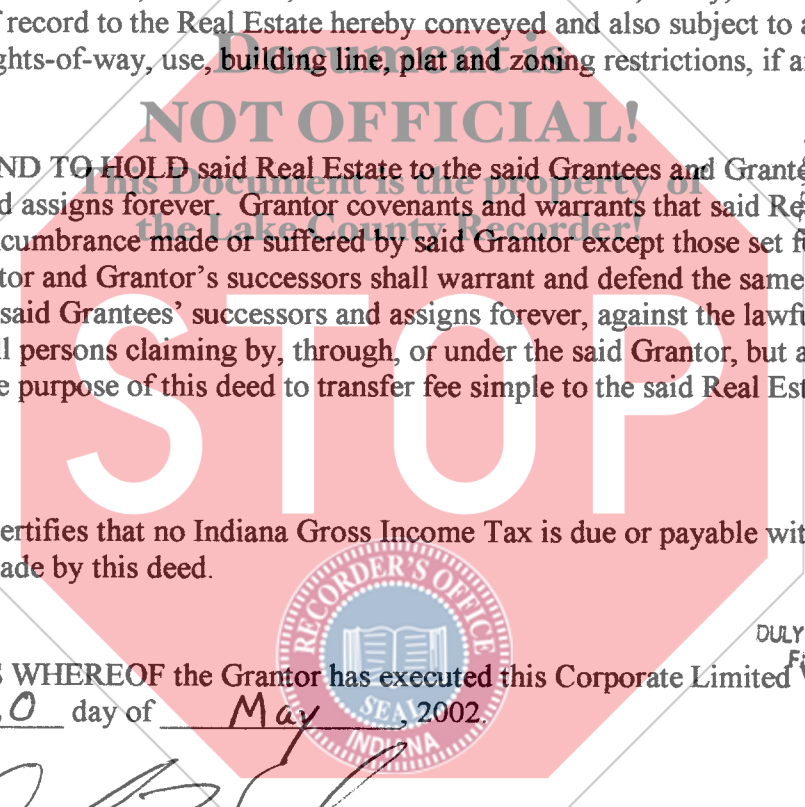 f record to the Real Estate hereby conveyed and also subject to a
ghts-of-way, use, building line, plat and zoning restrictions, if a
Document is
NOT OFFICIAL!
This Document is the property of
the Lake County Recorder!
ND TO HOLD said Real Estate to the said Grantees and Grante
d assigns forever. Grantor covenants and warrants that said Re
cumbrance made or suffered by said Grantor except those set f
tor and Grantor's successors shall warrant and defend the same
said Grantees' successors and assigns forever, against the lawfu
l persons claiming by, through, or under the said Grantor, but a
e purpose of this deed to transfer fee simple to the said Real Est
STOP
ertifies that no Indiana Gross Income Tax is due or payable wit
ade by this deed.
RECORDER'S OFFICE
SEAL
INDIANA
DULY
S WHEREOF the Grantor has executed this Corporate Limited
0 day of May, 2002.